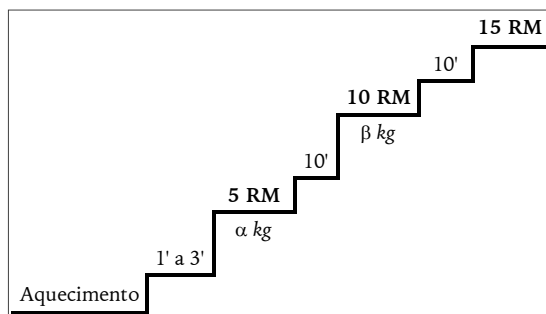 15 RM
10'
10 RM
β kg
10'
5 RM
α kg
1' a 3'
Aquecimento